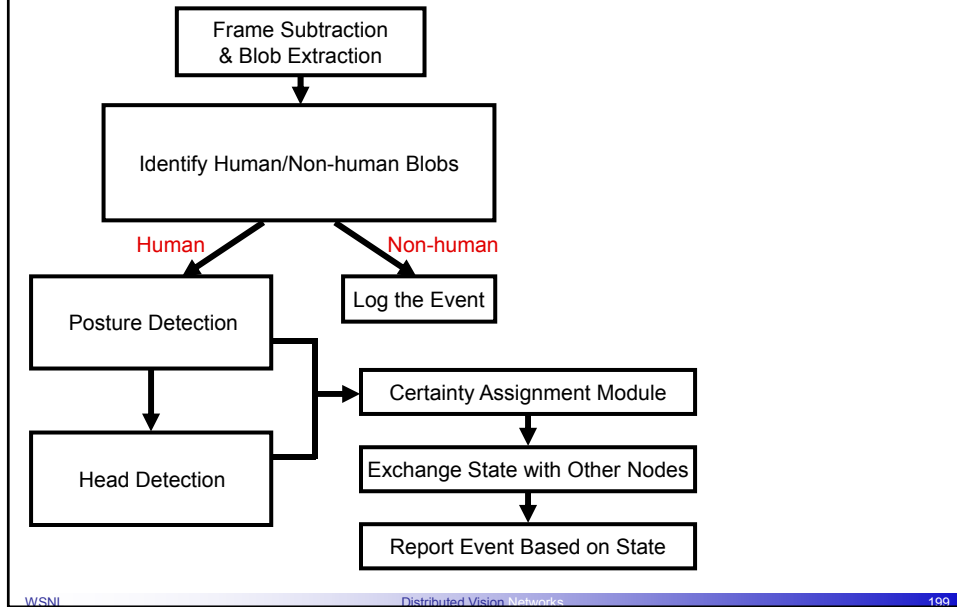 Frame Subtraction
& Blob Extraction
Identify Human/Non-human Blobs
Human
Non-human
Log the Event
Posture Detection
Certainty Assignment Module
Head Detection
Exchange State with Other Nodes
Report Event Based on State
WSNL
Distributed Vision Networks
199